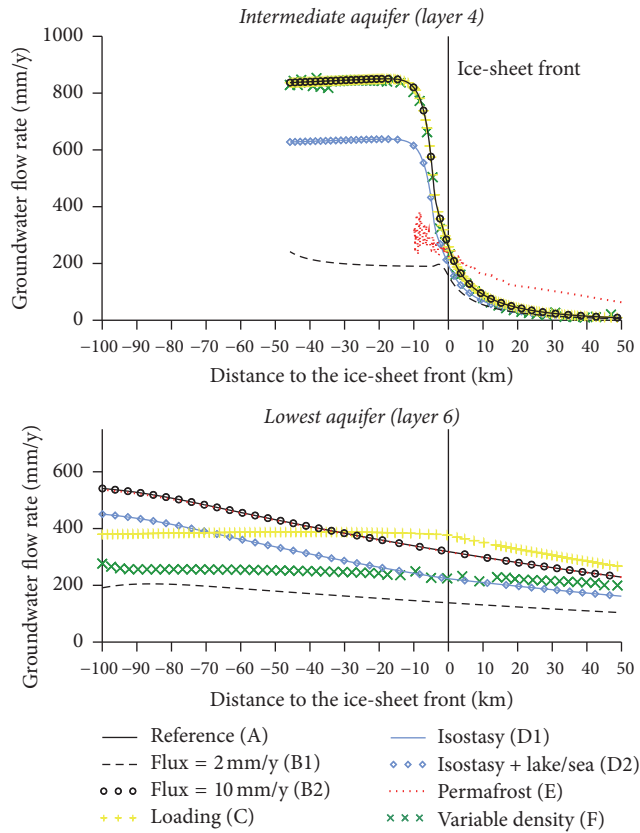 Intermediate aquifer (layer 4)
Groundwater flow rate (mm/y)
1000
800
600
400
200
0
Ice-sheet front
−100 −90 −80 −70 −60 −50 −40 −30 −20 −10 0 10 20 30 40 50
Distance to the ice-sheet front (km)
Lowest aquifer (layer 6)
Groundwater flow rate (mm/y)
600
400
200
0
−100 −90 −80 −70 −60 −50 −40 −30 −20 −10 0 10 20 30 40 50
Distance to the ice-sheet front (km)
Reference (A)
Flux = 2 mm/y (B1)
Flux = 10 mm/y (B2)
Loading (C)
Isostasy (D1)
Isostasy + lake/sea (D2)
Permafrost (E)
Variable density (F)